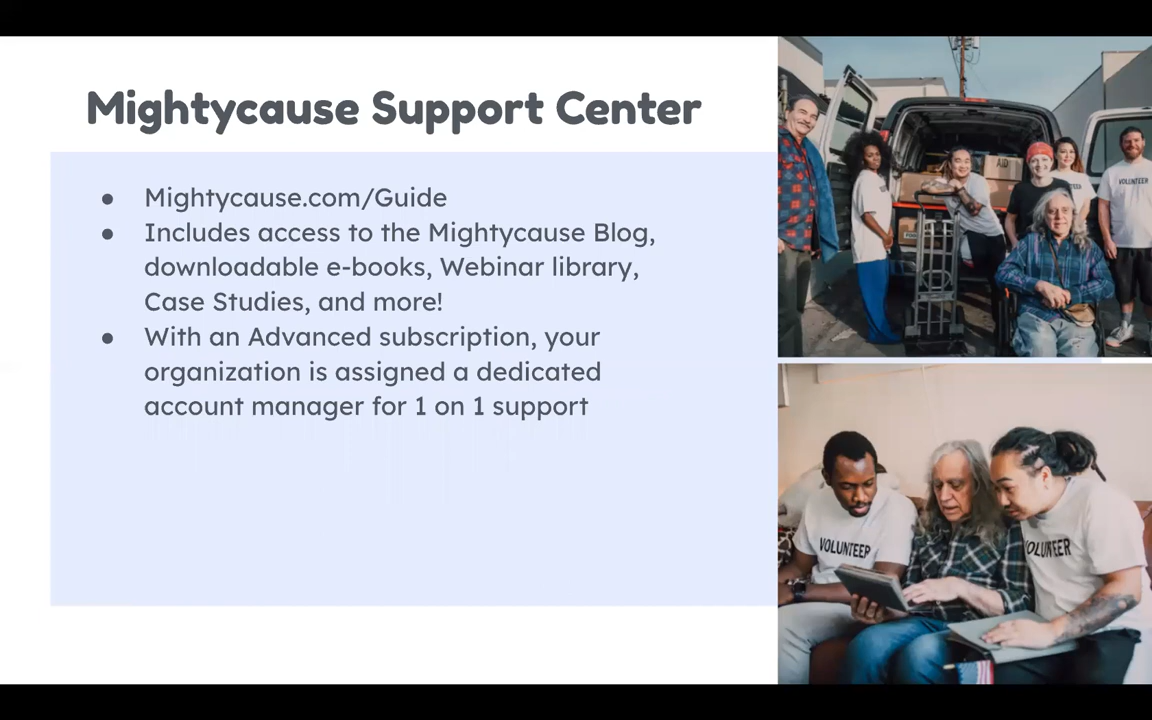 Mightycause Support Center
● Mightycause.com/Guide
● Includes access to the Mightycause Blog,
downloadable e-books, Webinar library,
Case Studies, and more!
● With an Advanced subscription, your
organization is assigned a dedicated
account manager for 1 on 1 support
AID
VOLUNTEER
VOLUNTEER
VOLUNTEER